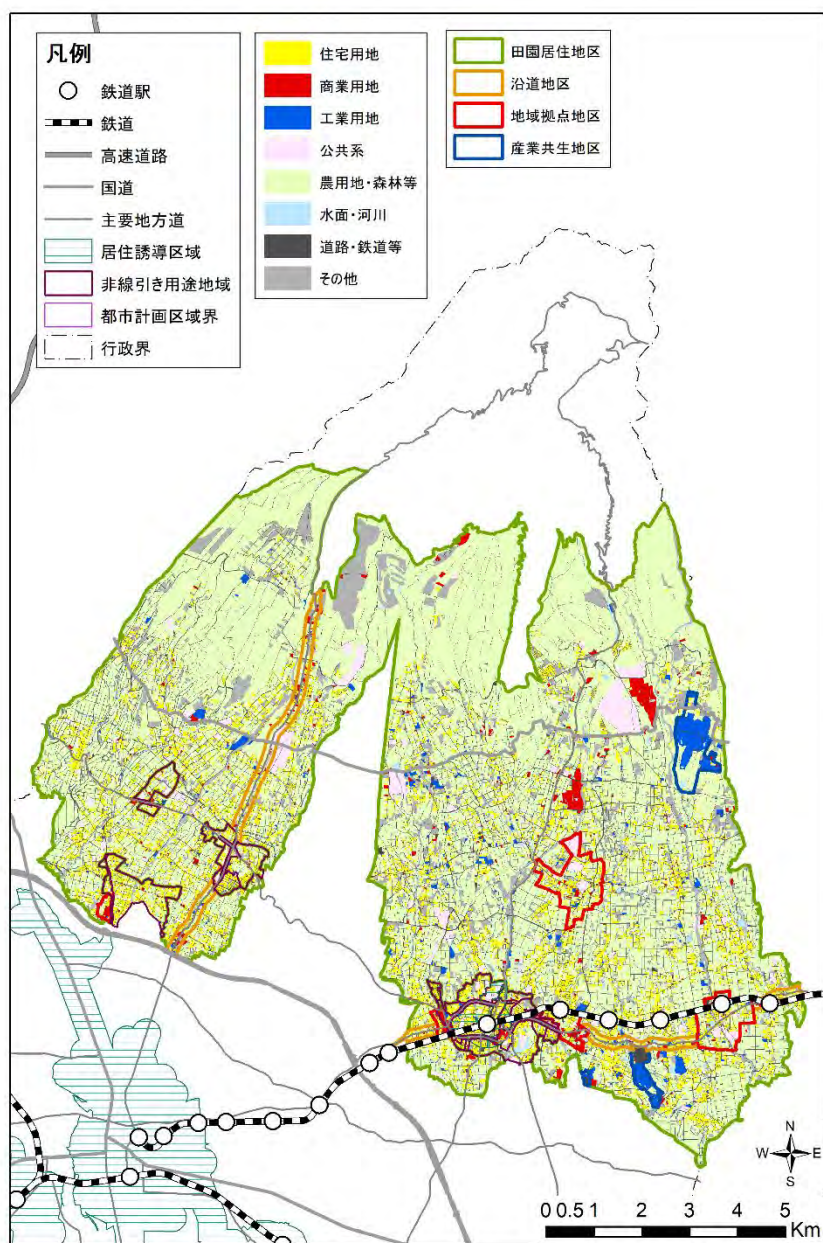 凡例
鉄道駅
鉄道
高速道路
国道
主要地方道
居住誘導区域
非線引き用途地域
都市計画区域界
行政界
住宅用地
商業用地
工業用地
公共系
農用地・森林等
水面・河川
道路・鉄道等
その他
田園居住地区
沿道地区
地域拠点地区
産業共生地区
N
W E
S
0 0.5 1 2 3 4 5
Km